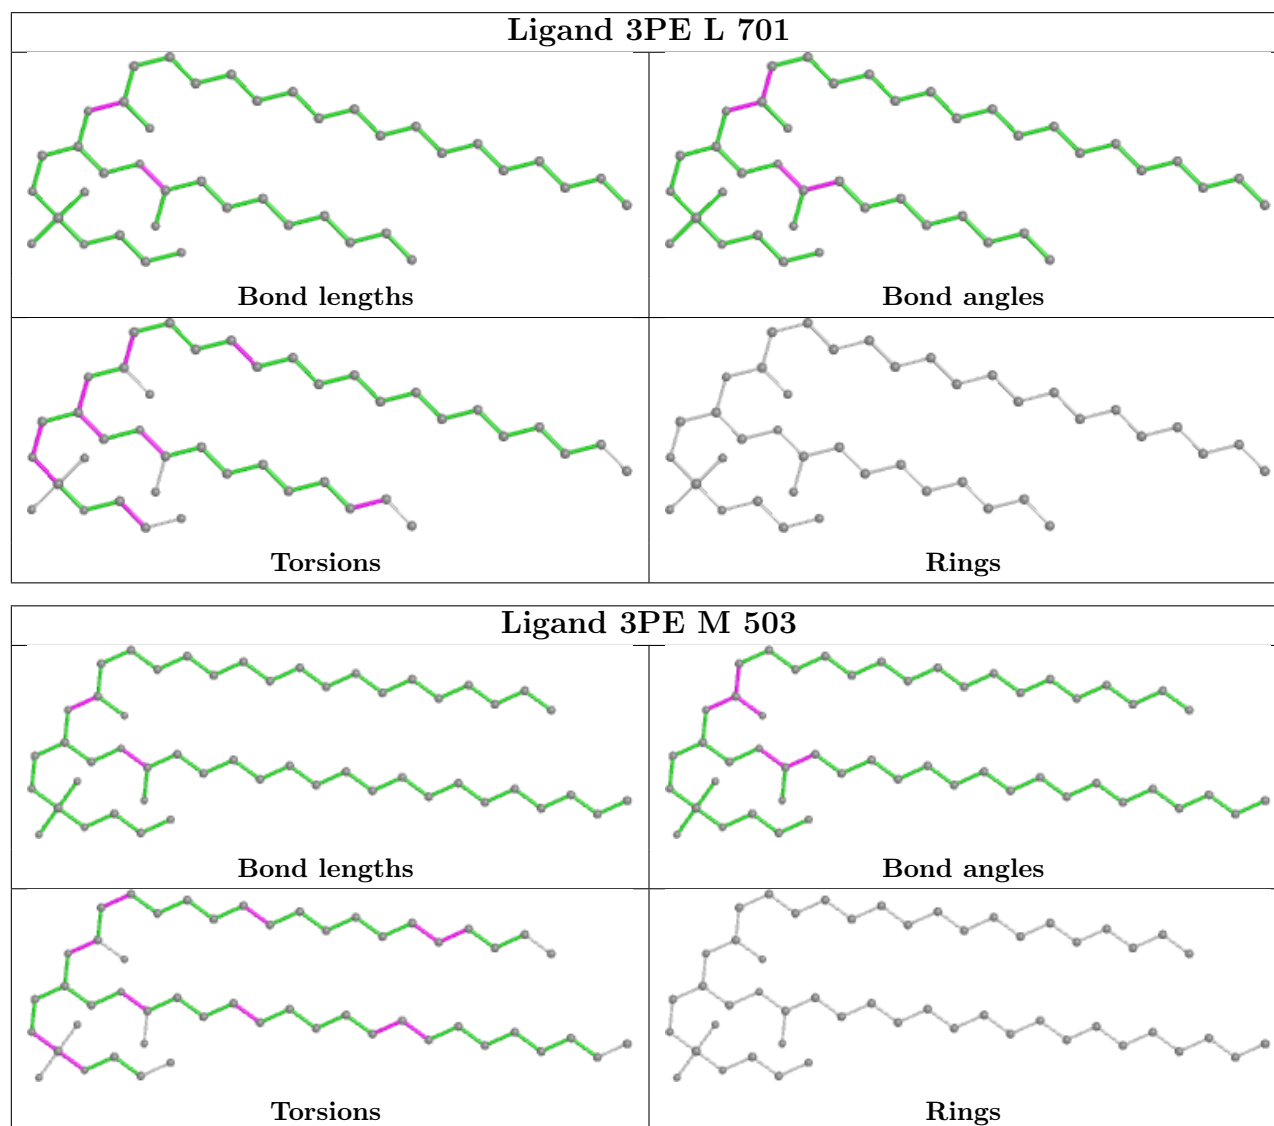 Ligand 3PE L 701
Bond lengths
Bond angles
Torsions
Rings
Ligand 3PE M 503
Bond lengths
Bond angles
Torsions
Rings